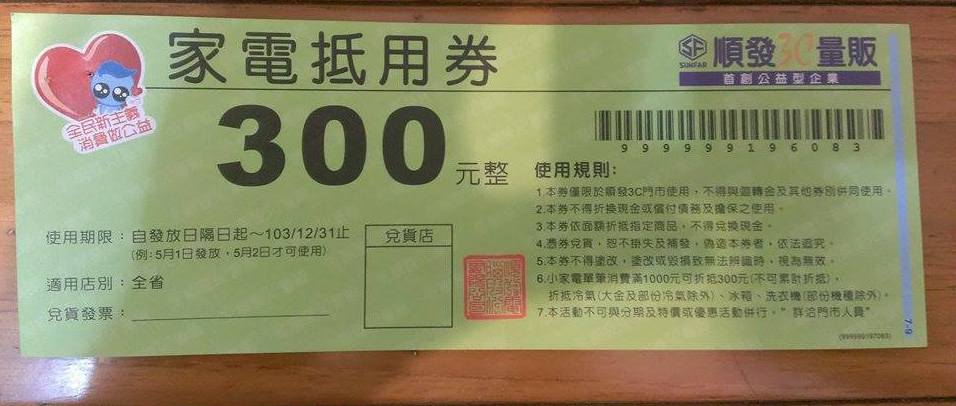 家電抵用券
SF
SUNFAR
順發3C量販
首創公益型企業
全民新主義
消費做公益
300元整
999999196083
使用規則:
1.本券僅限於順發3C門市使用，不得與迴轉金及其他券別併同使用。
2.本券不得折換現金或償付債務及擔保之使用。
3.本券依面額折抵指定商品，不得兌換現金。
4.憑券兌貨，恕不掛失及補發，偽造本券者，依法追究。
5.本券不得塗改，塗改或毀損致無法辨識時，視為無效。
6.小家電單筆消費滿1000元可折抵300元(不可累計折抵)，
折抵冷氣(大金及部份冷氣除外)、冰箱、洗衣機(部份機種除外)。
7.本活動不可與分期及特價或優惠活動併行。"詳洽門市人員"
使用期限：自發放日隔日起～103/12/31止
(例:5月1日發放，5月2日才可使用)
適用店別：全省
兌貨發票：
兌貨店
7-9
(999999197083)